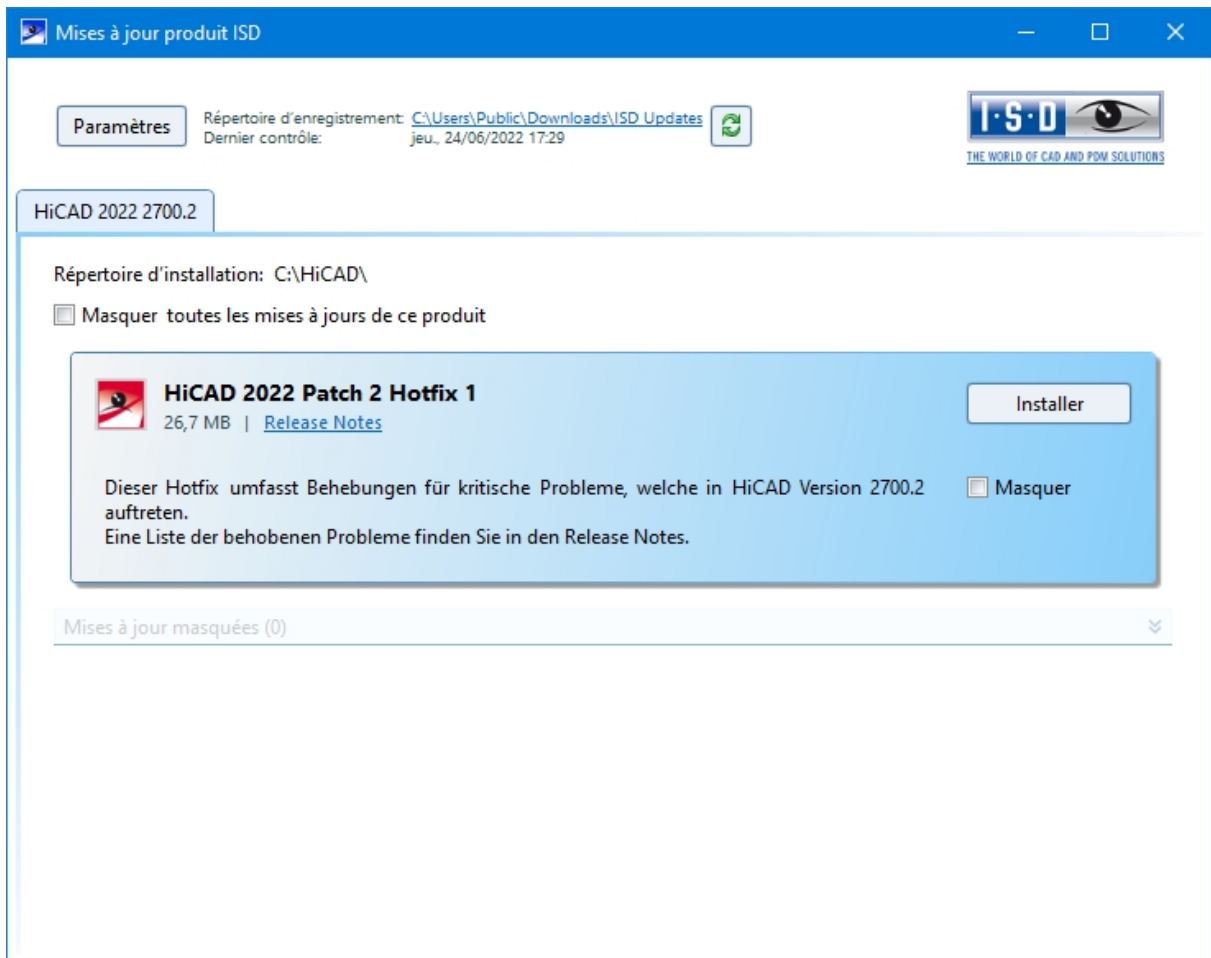 Mises à jour produit ISD
Paramètres
Répertoire d'enregistrement: C:\Users\Public\Downloads\ISD Updates
Dernier contrôle: jeu., 24/06/2022 17:29
I·S·D
THE WORLD OF CAD AND PDM SOLUTIONS
HiCAD 2022 2700.2
Répertoire d'installation: C:\HiCAD\
Masquer toutes les mises à jours de ce produit
HiCAD 2022 Patch 2 Hotfix 1
Installer
26,7 MB | Release Notes
Dieser Hotfix umfasst Behebungen für kritische Probleme, welche in HiCAD Version 2700.2
auftreten.
Eine Liste der behobenen Probleme finden Sie in den Release Notes.
Masquer
Mises à jour masquées (0)